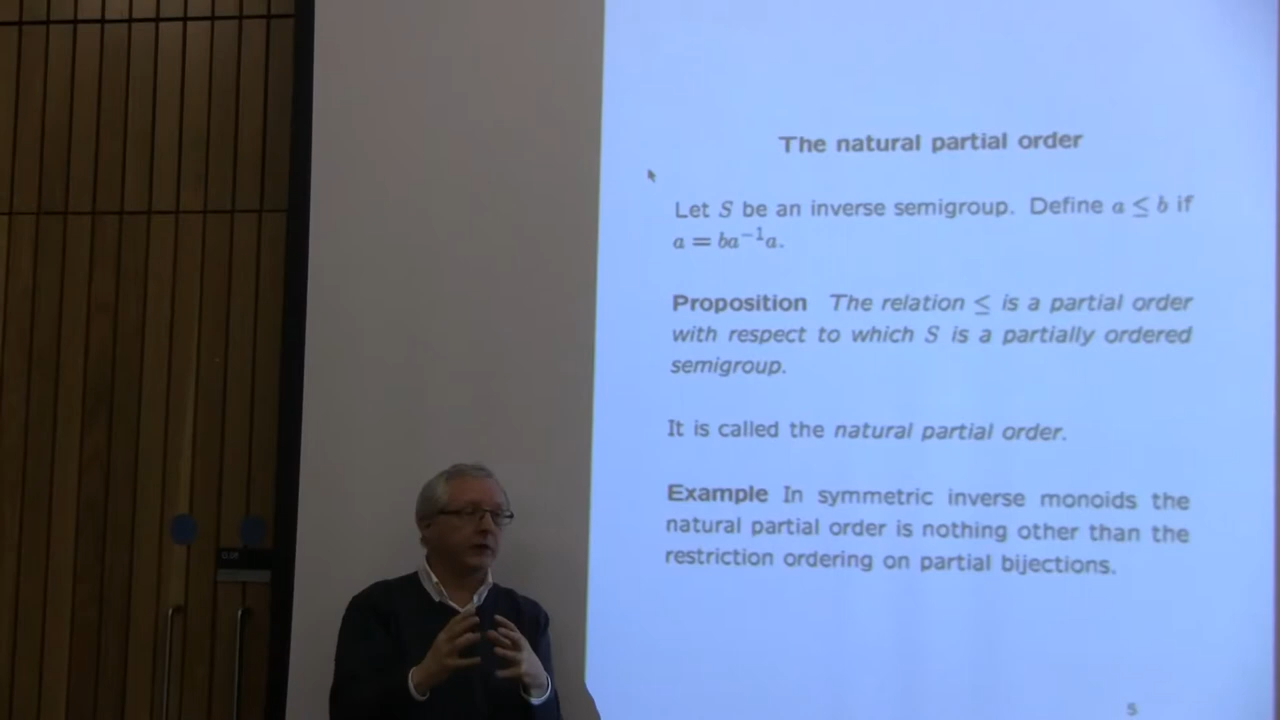 The natural partial order
Let S be an inverse semigroup. Define a ≤ b if
a = ba⁻¹a.
Proposition The relation ≤ is a partial order
with respect to which S is a partially ordered
semigroup.
It is called the natural partial order.
Example In symmetric inverse monoids the
natural partial order is nothing other than the
restriction ordering on partial bijections.
5